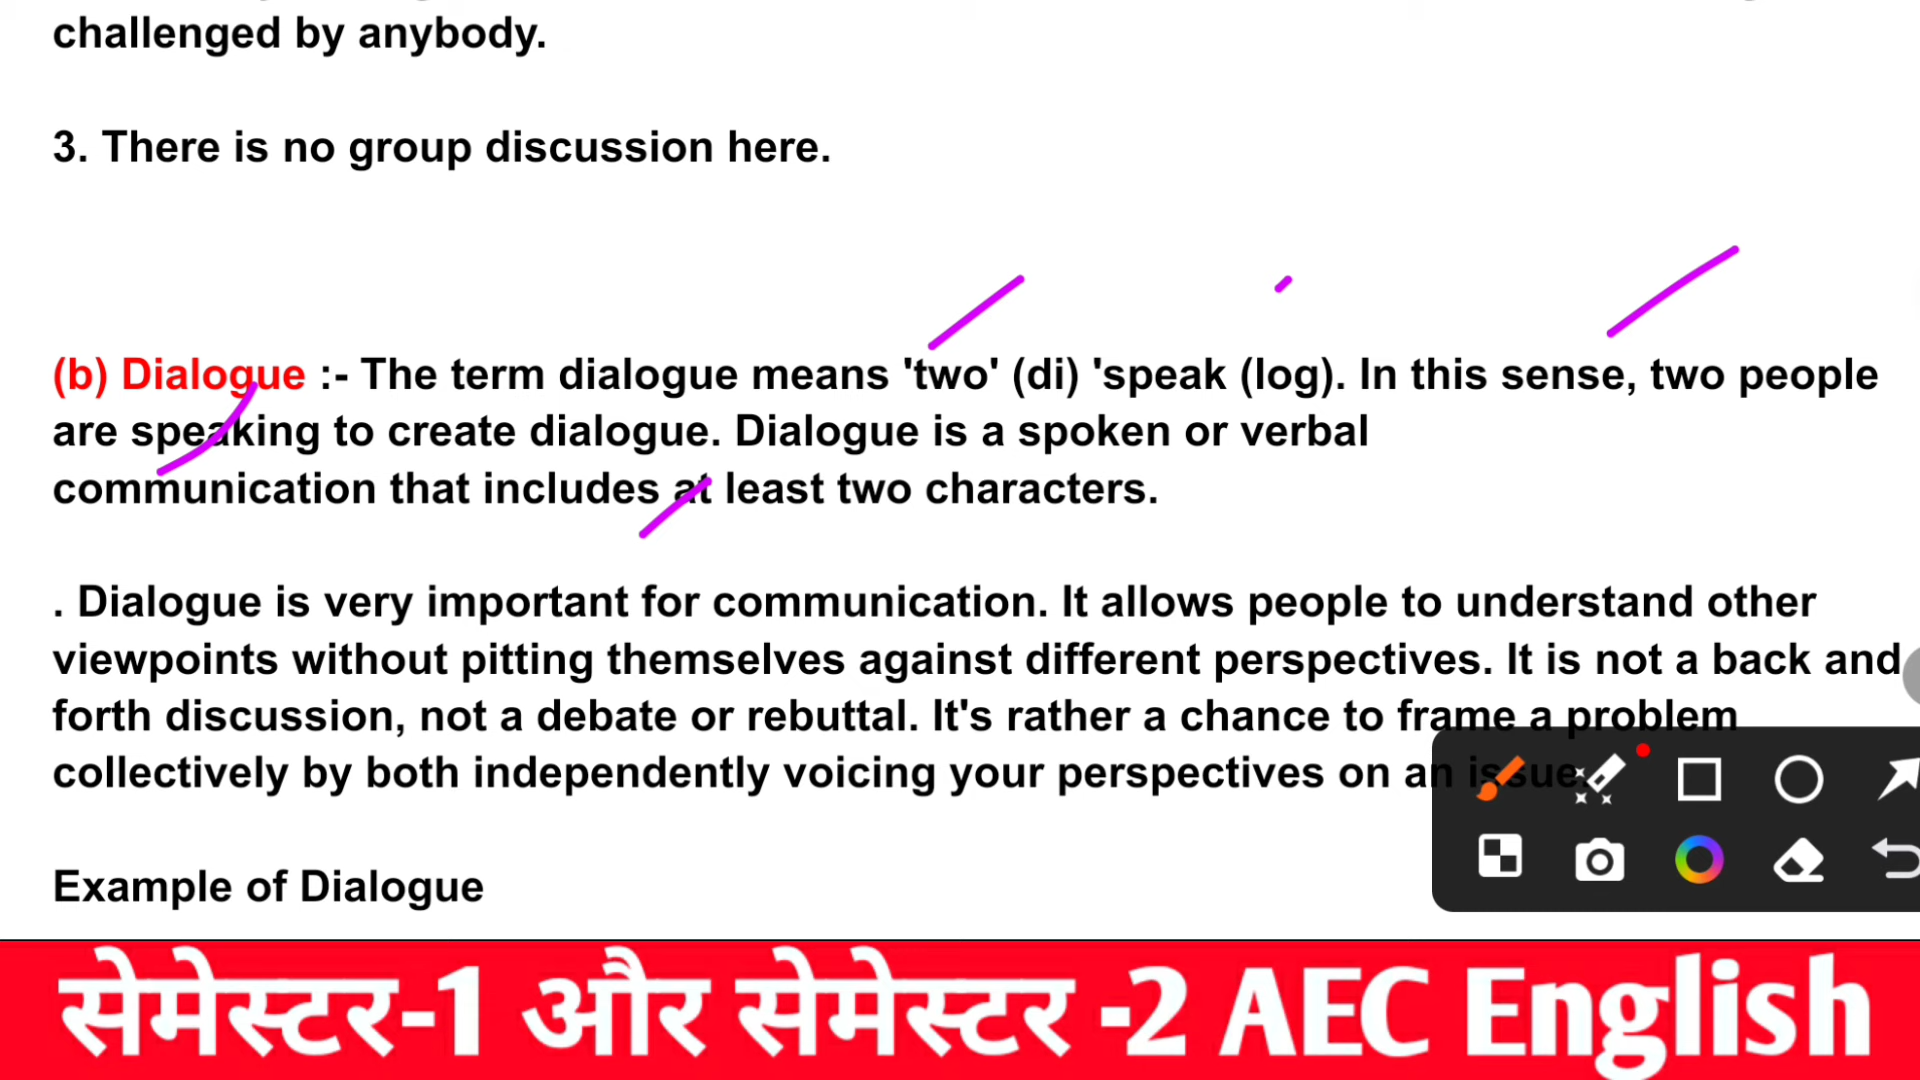 challenged by anybody.
3. There is no group discussion here.
(b) Dialogue :- The term dialogue means 'two' (di) 'speak (log). In this sense, two people
are speaking to create dialogue. Dialogue is a spoken or verbal
communication that includes at least two characters.
. Dialogue is very important for communication. It allows people to understand other
viewpoints without pitting themselves against different perspectives. It is not a back and
forth discussion, not a debate or rebuttal. It's rather a chance to frame a problem
collectively by both independently voicing your perspectives on an issue
Example of Dialogue
सेमेस्टर-1 और सेमेस्टर -2 AEC English